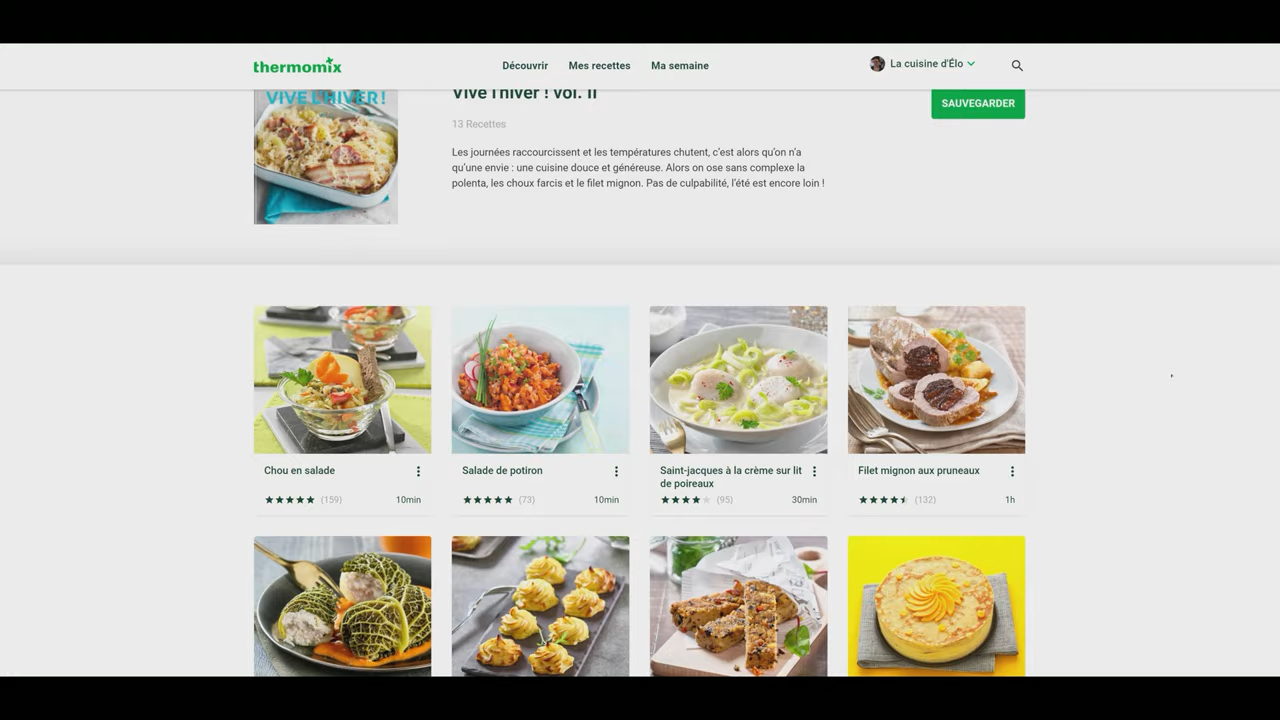 thermomix
Découvrir
Mes recettes
Ma semaine
La cuisine d'Élo
VIVE L'HIVER !
Vive l'hiver ! vol. II
SAUVEGARDER
13 Recettes
Les journées raccourcissent et les températures chutent, c'est alors qu'on n'a
qu'une envie : une cuisine douce et généreuse. Alors on ose sans complexe la
polenta, les choux farcis et le filet mignon. Pas de culpabilité, l'été est encore loin !
Chou en salade
(159)
10min
Salade de potiron
(73)
10min
Saint-jacques à la crème sur lit
de poireaux
(95)
30min
Filet mignon aux pruneaux
(132)
1h